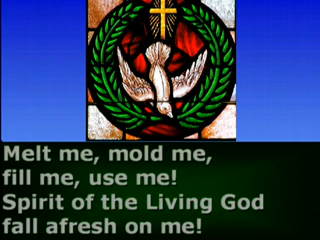 Melt me, mold me,
fill me, use me!
Spirit of the Living God
fall afresh on me!